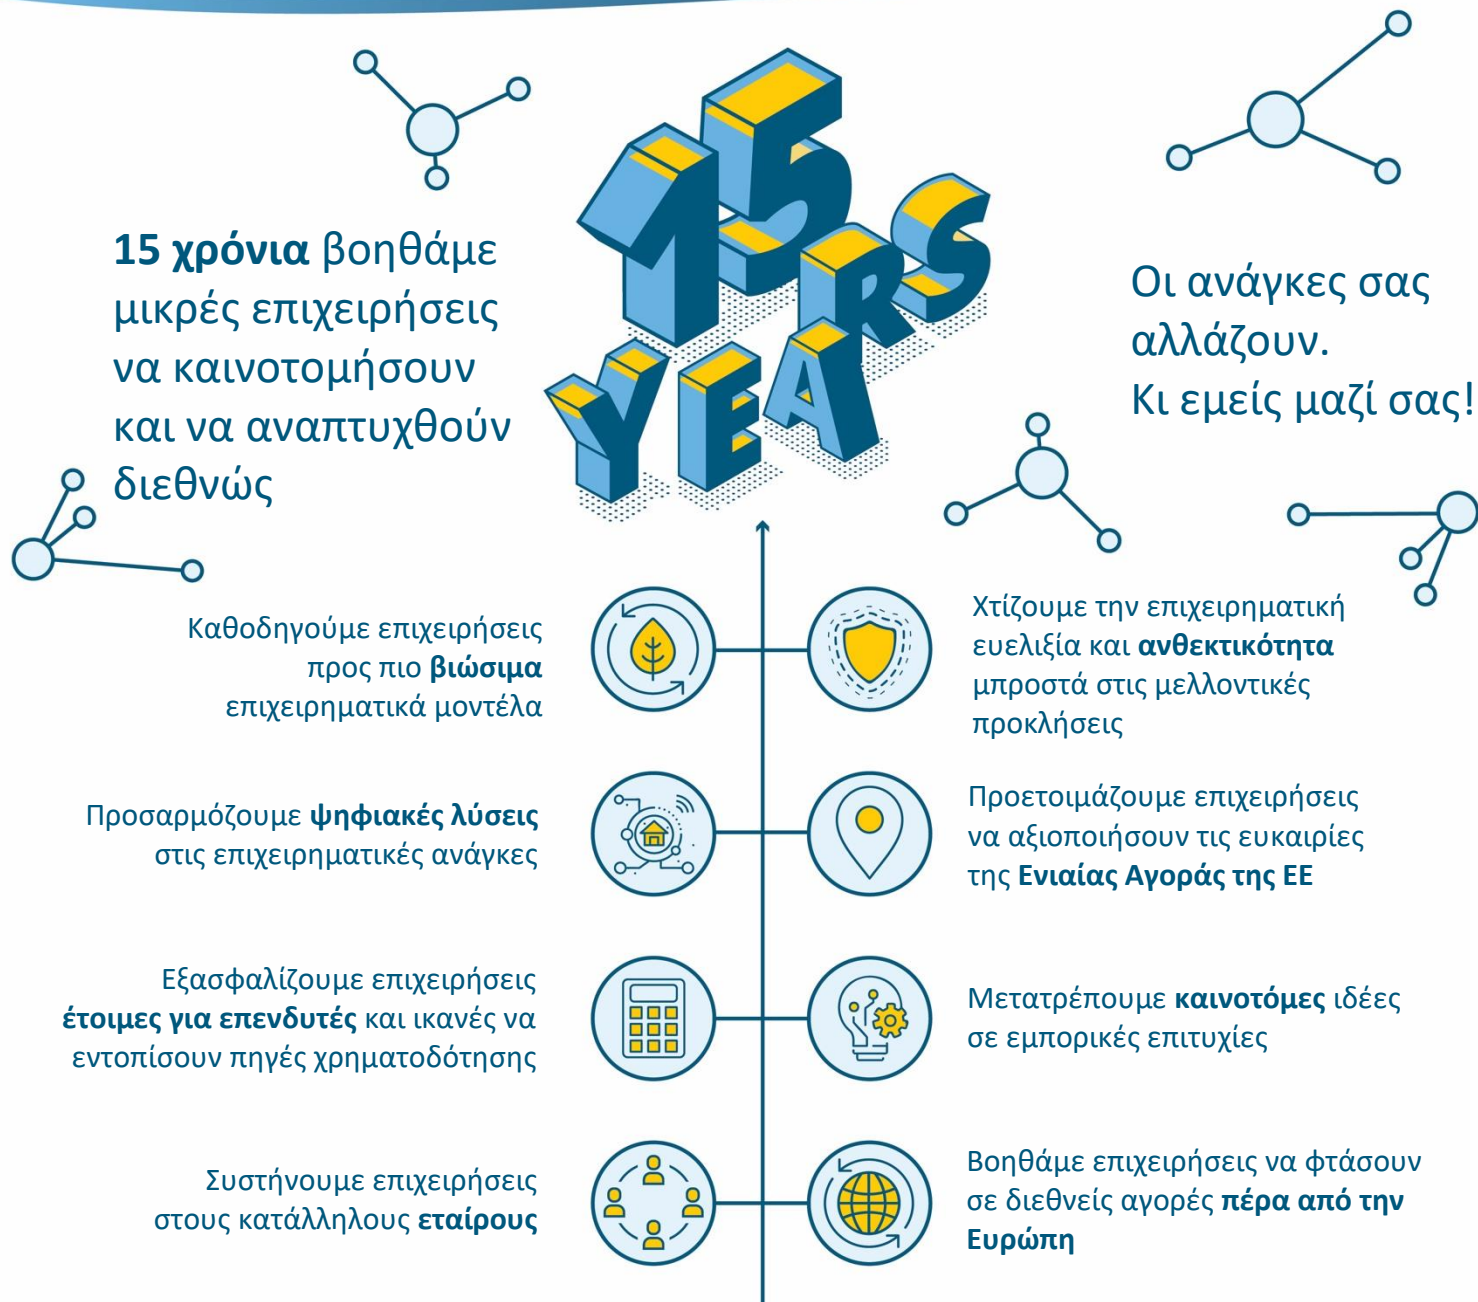 15 χρόνια βοηθάμε
μικρές επιχειρήσεις
να καινοτομήσουν
και να αναπτυχθούν
διεθνώς
15
YEARS
Οι ανάγκες σας
αλλάζουν.
Κι εμείς μαζί σας!
Καθοδηγούμε επιχειρήσεις
προς πιο βιώσιμα
επιχειρηματικά μοντέλα
Χτίζουμε την επιχειρηματική
ευελιξία και ανθεκτικότητα
μπροστά στις μελλοντικές
προκλήσεις
Προσαρμόζουμε ψηφιακές λύσεις
στις επιχειρηματικές ανάγκες
Προετοιμάζουμε επιχειρήσεις
να αξιοποιήσουν τις ευκαιρίες
της Ενιαίας Αγοράς της ΕΕ
Εξασφαλίζουμε επιχειρήσεις
έτοιμες για επενδυτές και ικανές να
εντοπίσουν πηγές χρηματοδότησης
Μετατρέπουμε καινοτόμες ιδέες
σε εμπορικές επιτυχίες
Συστήνουμε επιχειρήσεις
στους κατάλληλους εταίρους
Βοηθάμε επιχειρήσεις να φτάσουν
σε διεθνείς αγορές πέρα από την
Ευρώπη